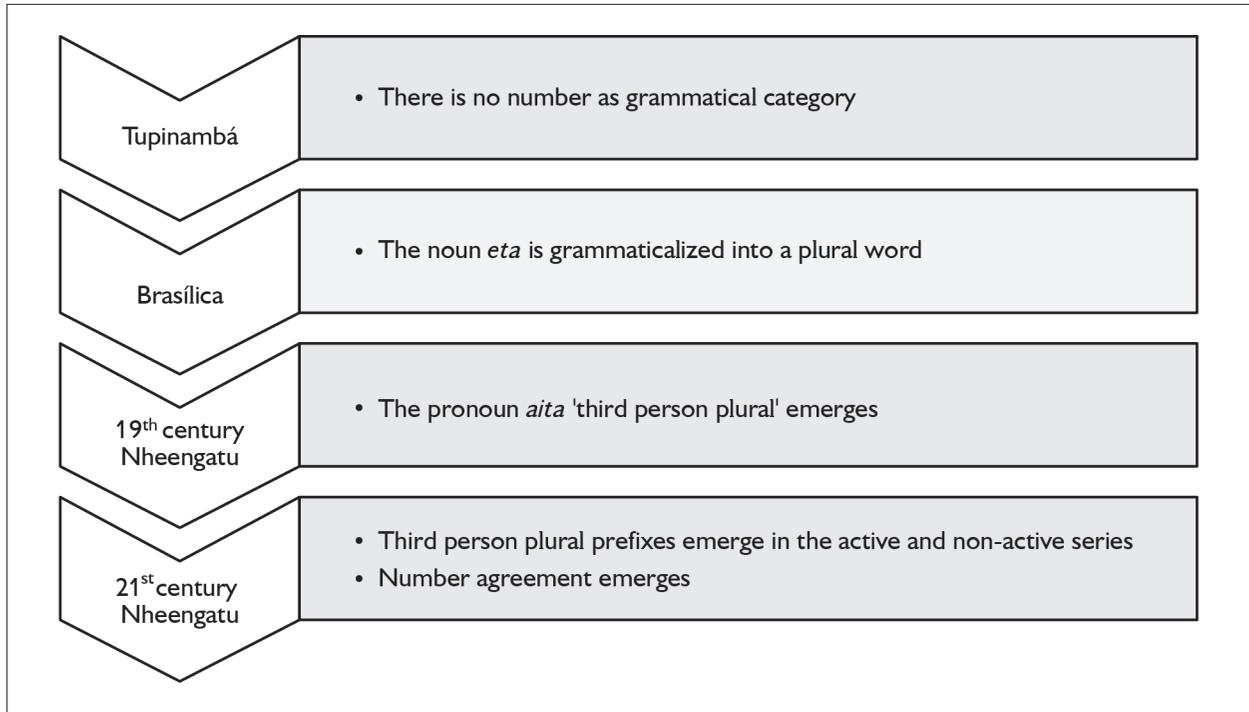 Tupinambá
• There is no number as grammatical category
Brasílica
• The noun eta is grammaticalized into a plural word
19th century
Nheengatu
• The pronoun aita 'third person plural' emerges
21st century
Nheengatu
• Third person plural prefixes emerge in the active and non-active series
• Number agreement emerges